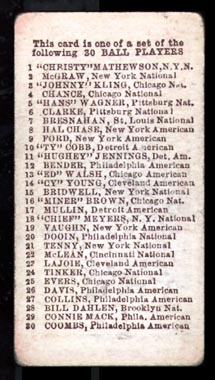 This card is one of a set of the
following 30 BALL PLAYERS
1 "CHRISTY" MATHEWSON, N.Y.N.
2 McGRAW, New York National
3 "JOHNNY" KLING, Chicago Nat.
4 CHANCE, Chicago National
5 "HANS" WAGNER, Pittsburg Nat.
6 CLARKE, Pittsburg National
7 BRESNAHAN, St. Louis National
8 HAL CHASE, New York American
9 FORD, New York American
10 "TY" COBB, Detroit American
11 "HUGHEY" JENNINGS, Det. Am.
12 BENDER, Philadelphia American
13 "ED" WALSH, Chicago American
14 "CY" YOUNG, Cleveland American
15 BRIDWELL, New York National
16 "MINER" BROWN, Chicago Nat.
17 MULLIN, Detroit American
18 "CHIEF" MEYERS, N. Y. National
19 VAUGHN, New York American
20 DOOIN, Philadelphia National
21 TENNY, New York National
22 McLEAN, Cincinnati National
23 LAJOIE, Cleveland American
24 TINKER, Chicago National
25 EVERS, Chicago National
26 DAVIS, Philadelphia American
27 COLLINS, Philadelphia American
28 BILL DAHLEN, Brooklyn Nat.
29 CONNIE MACK, Phila. American
30 COOMBS, Philadelphia American